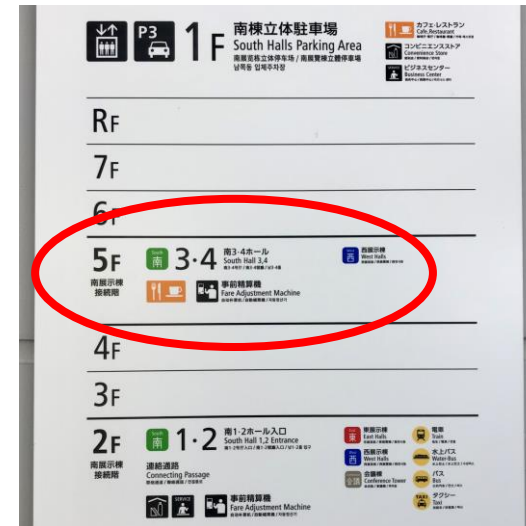 P3
1F
南棟立体駐車場
South Halls Parking Area
南展览栋立体停车场/南展覽棟立體停車場
남쪽동 입체주차장
カフェ・レストラン
Cafe, Restaurant
コンビニエンスストア
Convenience Store
SERVICE
ビジネスセンター
Business Center
RF
7F
6F
5F
南展示棟
接続階
South
南
3・4
南3・4ホール
South Hall 3,4
西
西展示棟
West Halls
事前精算機
Fare Adjustment Machine
4F
3F
2F
南展示棟
接続階
South
南
1・2
南1・2ホール入口
South Hall 1,2 Entrance
連絡通路
Connecting Passage
SERVICE
事前精算機
Fare Adjustment Machine
東
東展示棟
East Halls
西
西展示棟
West Halls
会議
会議棟
Conference Tower
電車
Train
水上バス
Water-Bus
バス
Bus
TAXI
タクシー
Taxi